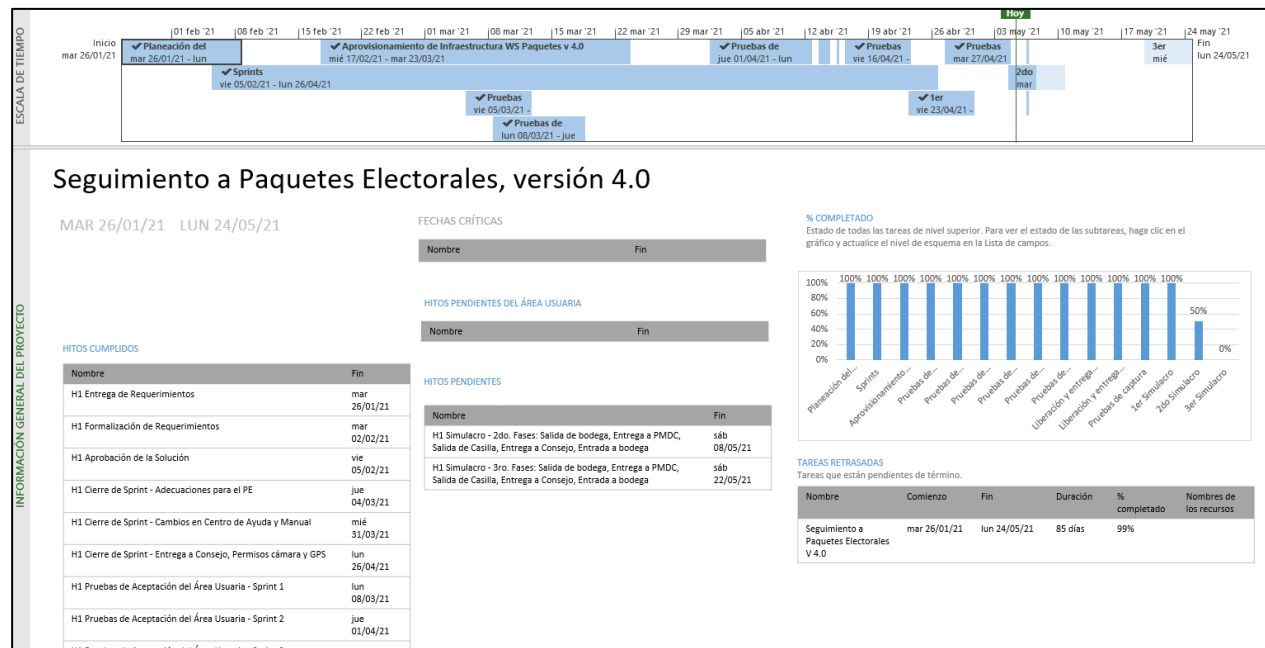 Hoy
01 feb '21 08 feb '21 15 feb '21 22 feb '21 01 mar '21 08 mar '21 15 mar '21 22 mar '21 29 mar '21 05 abr '21 12 abr '21 19 abr '21 26 abr '21 03 may '21 10 may '21 17 may '21 24 may '21
ESCALA DE TIEMPO
Inicio
mar 26/01/21
Planeación del
mar 26/01/21 - lun
Aprovisionamiento de Infraestructura WS Paquetes v 4.0
mié 17/02/21 - mar 23/03/21
Pruebas de
jue 01/04/21 - lun
Pruebas
vie 16/04/21 -
Pruebas
mar 27/04/21
3er
mié
Fin
lun 24/05/21
Sprints
vie 05/02/21 - lun 26/04/21
2do
mar
Pruebas
vie 05/03/21 -
1er
vie 23/04/21 -
Pruebas de
lun 08/03/21 - jue
INFORMACIÓN GENERAL DEL PROYECTO
Seguimiento a Paquetes Electorales, versión 4.0
MAR 26/01/21 LUN 24/05/21
HITOS CUMPLIDOS
Nombre Fin
H1 Entrega de Requerimientos mar
26/01/21
H1 Formalización de Requerimientos mar
02/02/21
H1 Aprobación de la Solución vie
05/02/21
H1 Cierre de Sprint - Adecuaciones para el PE jue
04/03/21
H1 Cierre de Sprint - Cambios en Centro de Ayuda y Manual mié
31/03/21
H1 Cierre de Sprint - Entrega a Consejo, Permisos cámara y GPS lun
26/04/21
H1 Pruebas de Aceptación del Área Usuaria - Sprint 1 lun
08/03/21
H1 Pruebas de Aceptación del Área Usuaria - Sprint 2 jue
01/04/21
FECHAS CRÍTICAS
Nombre Fin
HITOS PENDIENTES DEL ÁREA USUARIA
Nombre Fin
HITOS PENDIENTES
Nombre Fin
H1 Simulacro - 2do. Fases: Salida de bodega, Entrega a PMDC, sáb
Salida de Casilla, Entrega a Consejo, Entrada a bodega 08/05/21
H1 Simulacro - 3ro. Fases: Salida de bodega, Entrega a PMDC, sáb
Salida de Casilla, Entrega a Consejo, Entrada a bodega 22/05/21
% COMPLETADO
Estado de todas las tareas de nivel superior. Para ver el estado de las subtareas, haga clic en el
gráfico y actualice el nivel de esquema en la Lista de campos.
100% 100% 100% 100% 100% 100% 100% 100% 100% 100% 100% 100% 50% 0%
100%
80%
60%
40%
20%
0%
Planeación del...
Sprints
Aprovisionamiento...
Pruebas de...
Pruebas de...
Pruebas de...
Pruebas de...
Pruebas de...
Liberación y entrega...
Liberación y entrega...
Pruebas de captura
1er Simulacro
2do Simulacro
3er Simulacro
TAREAS RETRASADAS
Tareas que están pendientes de término.
Nombre Comienzo Fin Duración % completado Nombres de los recursos
Seguimiento a mar 26/01/21 lun 24/05/21 85 días 99%
Paquetes Electorales
V 4.0